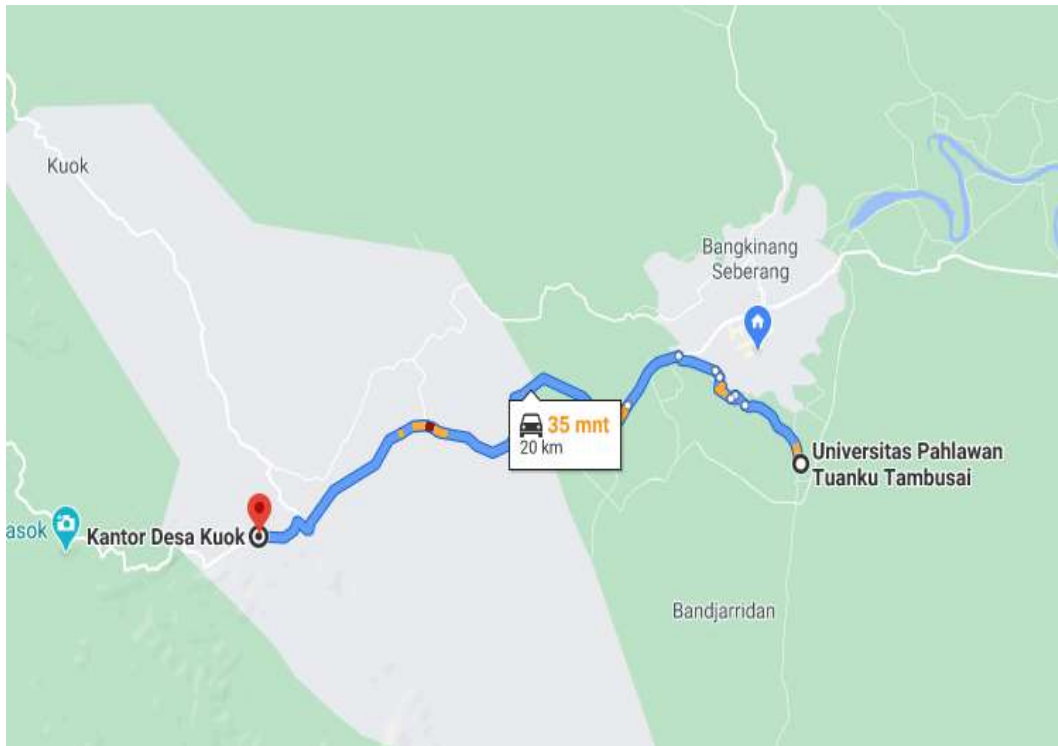 Kuok
Bangkinang
Seberang
35 mnt
20 km
Universitas Pahlawan
Tuanku Tambusai
asok
Kantor Desa Kuok
Bandjarridan